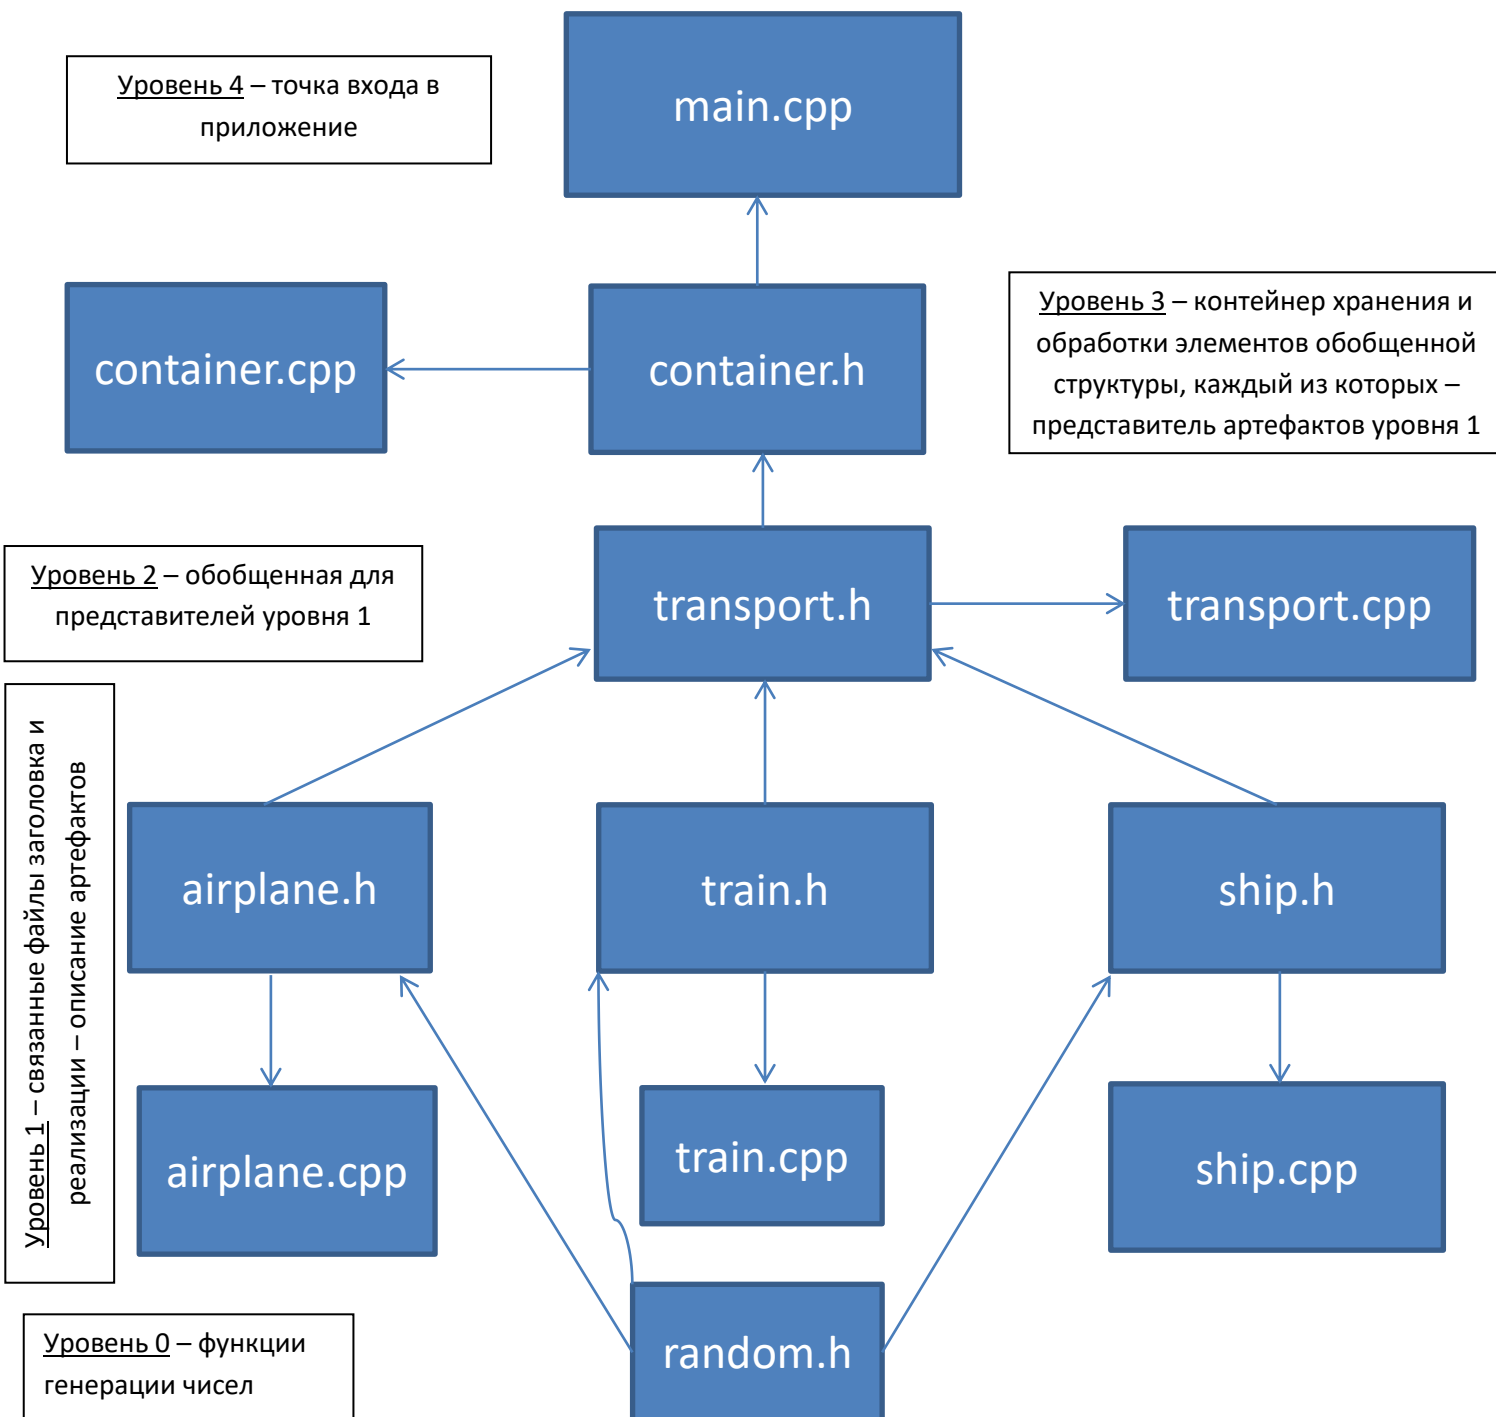 main.cpp
Уровень 4 – точка входа в
приложение
container.cpp
container.h
Уровень 3 – контейнер хранения и
обработки элементов обобщенной
структуры, каждый из которых –
представитель артефактов уровня 1
Уровень 2 – обобщенная для
представителей уровня 1
transport.h
transport.cpp
Уровень 1 – связанные файлы заголовка и
реализации – описание артефактов
airplane.h
train.h
ship.h
airplane.cpp
train.cpp
ship.cpp
Уровень 0 – функции
генерации чисел
random.h